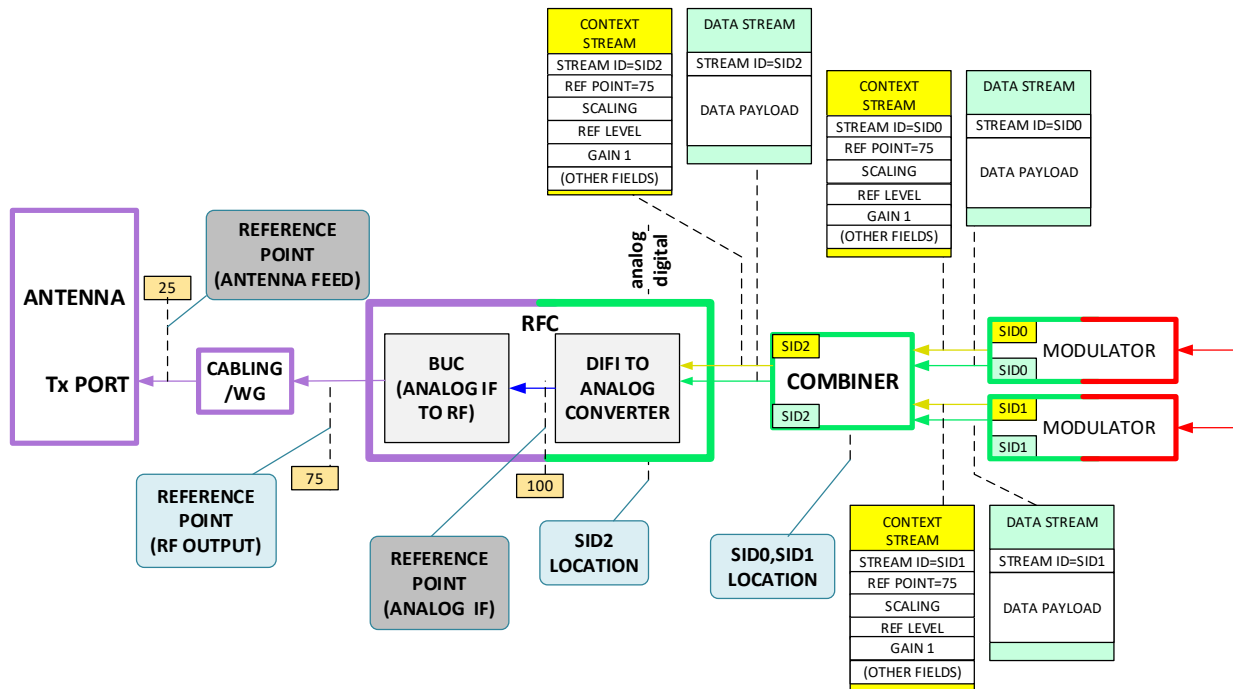 CONTEXT
STREAM
STREAM ID=SID2
REF POINT=75
SCALING
REF LEVEL
GAIN 1
(OTHER FIELDS)
DATA STREAM
STREAM ID=SID2
DATA PAYLOAD
CONTEXT
STREAM
STREAM ID=SID0
REF POINT=75
SCALING
REF LEVEL
GAIN 1
(OTHER FIELDS)
DATA STREAM
STREAM ID=SID0
DATA PAYLOAD
REFERENCE
POINT
(ANTENNA FEED)
analog
digital
25
ANTENNA
Tx PORT
CABLING
/WG
RFC
BUC
(ANALOG IF
TO RF)
DIFI TO
ANALOG
CONVERTER
SID2
COMBINER
SID2
SID0
MODULATOR
SID0
SID1
MODULATOR
SID1
75
100
REFERENCE
POINT
(RF OUTPUT)
REFERENCE
POINT
(ANALOG IF)
SID2
LOCATION
SID0,SID1
LOCATION
CONTEXT
STREAM
STREAM ID=SID1
REF POINT=75
SCALING
REF LEVEL
GAIN 1
(OTHER FIELDS)
DATA STREAM
STREAM ID=SID1
DATA PAYLOAD